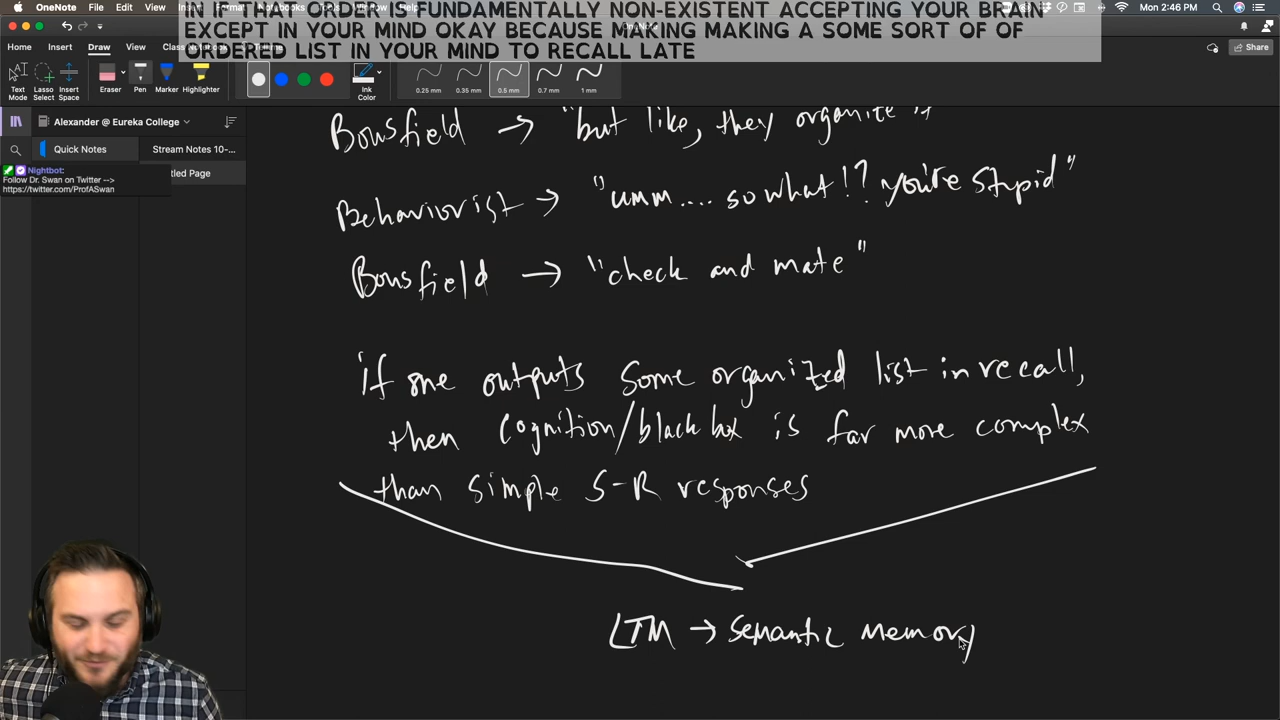 OneNote File Edit View Tools Window Mon 2:46 PM
IN IF THAT ORDER IS FUNDAMENTALLY NON-EXISTENT ACCEPTING YOUR BRAIN
EXCEPT IN YOUR MIND OKAY BECAUSE MAKING MAKING A SOME SORT OF OF
ORDERED LIST IN YOUR MIND TO RECALL LATE
Home Insert Draw View Share
Text Mode Lasso Select Insert Space Eraser Pen Marker Highlighter Ink Color 0.25 mm 0.35 mm 0.5 mm 0.7 mm 1 mm
Alexander @ Eureka College
Quick Notes Stream Notes 10-...
Nightbot:
Follow Dr. Swan on Twitter -->
https://twitter.com/ProfASwan
tled Page
Bousfield → "but like, they organize it
Behaviorist → "umm.... so what!? you're stupid"
Bousfield → "check and mate"
if one outputs some organized list in recall,
then cognition/black box is far more complex
than simple S-R responses
LTM → semantic memory